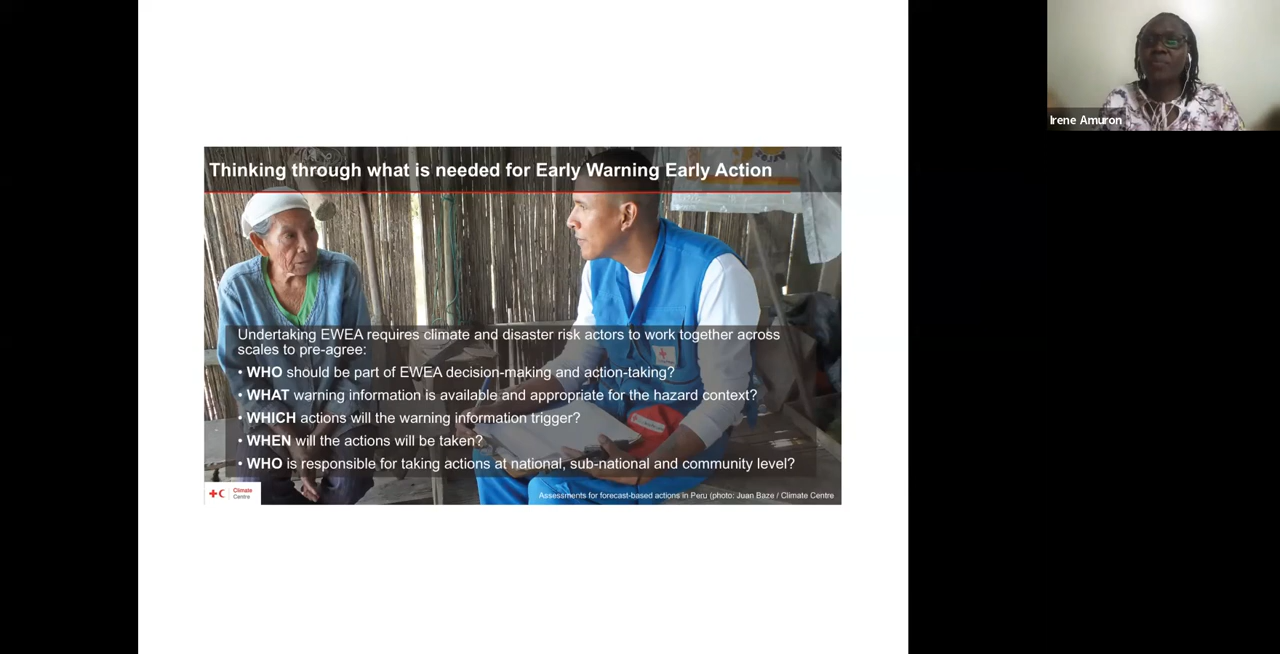 Thinking through what is needed for Early Warning Early Action
Undertaking EWEA requires climate and disaster risk actors to work together across
scales to pre-agree:
• WHO should be part of EWEA decision-making and action-taking?
• WHAT warning information is available and appropriate for the hazard context?
• WHICH actions will the warning information trigger?
• WHEN will the actions will be taken?
• WHO is responsible for taking actions at national, sub-national and community level?
Climate
Centre
Assessments for forecast-based actions in Peru (photo: Juan Baze / Climate Centre
Irene Amuron